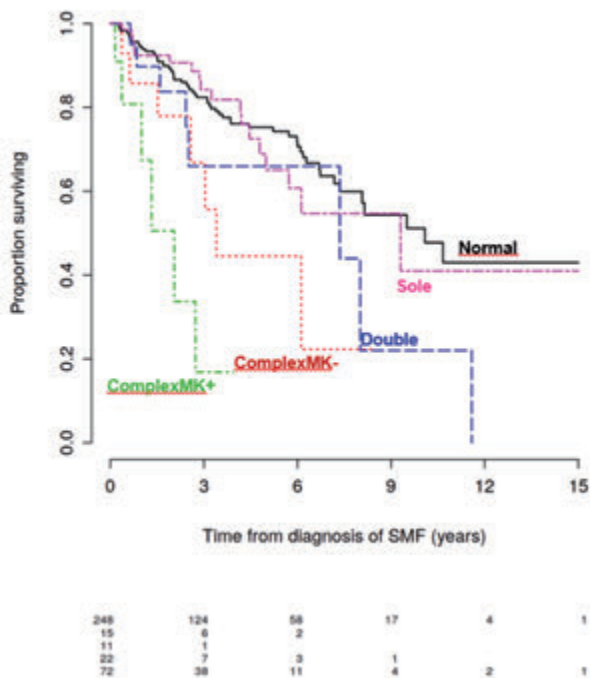 Proportion surviving
1.0
0.8
0.6
0.4
0.2
0.0
Normal
Sole
Double
ComplexMK-
ComplexMK+
0 3 6 9 12 15
Time from diagnosis of SMF (years)
248 124 58 17 4 1
15 6 2
11 1
22 7 3 1
72 38 11 4 2 1